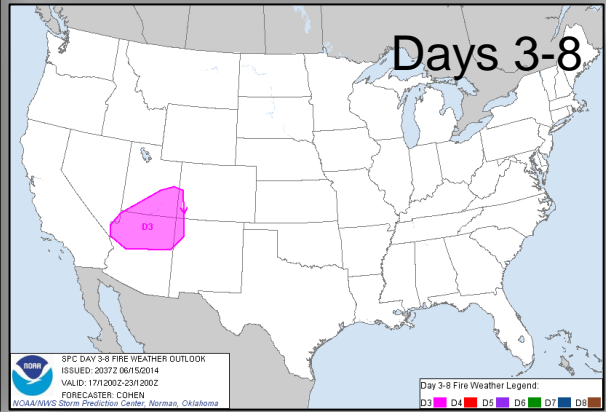 Days 3-8
D3
NOAA
SPC DAY 3-8 FIRE WEATHER OUTLOOK
ISSUED: 2037Z 06/15/2014
VALID: 17/1200Z-23/1200Z
FORECASTER: COHEN
NOAA/NWS Storm Prediction Center, Norman, Oklahoma
Day 3-8 Fire Weather Legend:
D3 D4 D5 D6 D7 D8